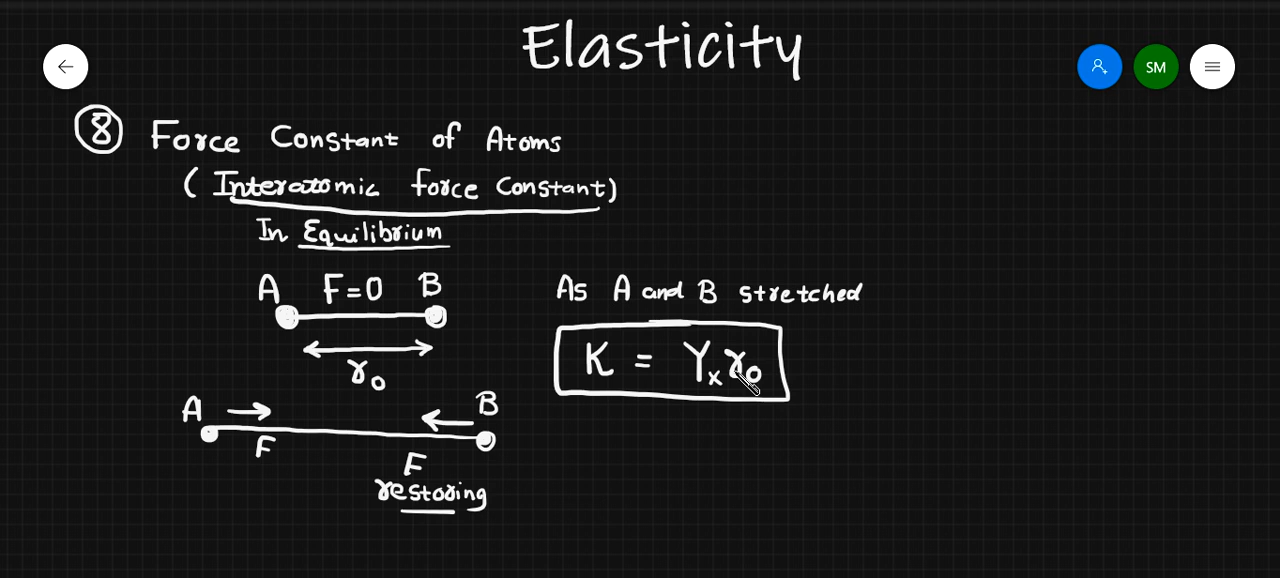 Elasticity
SM
8 Force Constant of Atoms
(Interatomic force Constant)
In Equilibrium
A F=0 B
r₀
As A and B stretched
K = Y x r₀
A B
F F
restoring